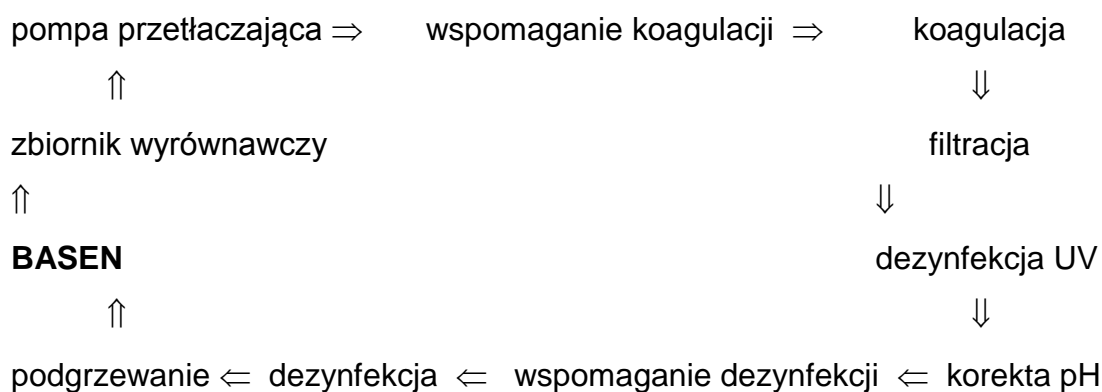 pompa przetłaczająca ⇒ wspomaganie koagulacji ⇒ koagulacja
⇑ ⇓
zbiornik wyrównawczy filtracja
⇑ ⇓
BASEN dezynfekcja UV
⇑ ⇓
podgrzewanie ⇐ dezynfekcja ⇐ wspomaganie dezynfekcji ⇐ korekta pH